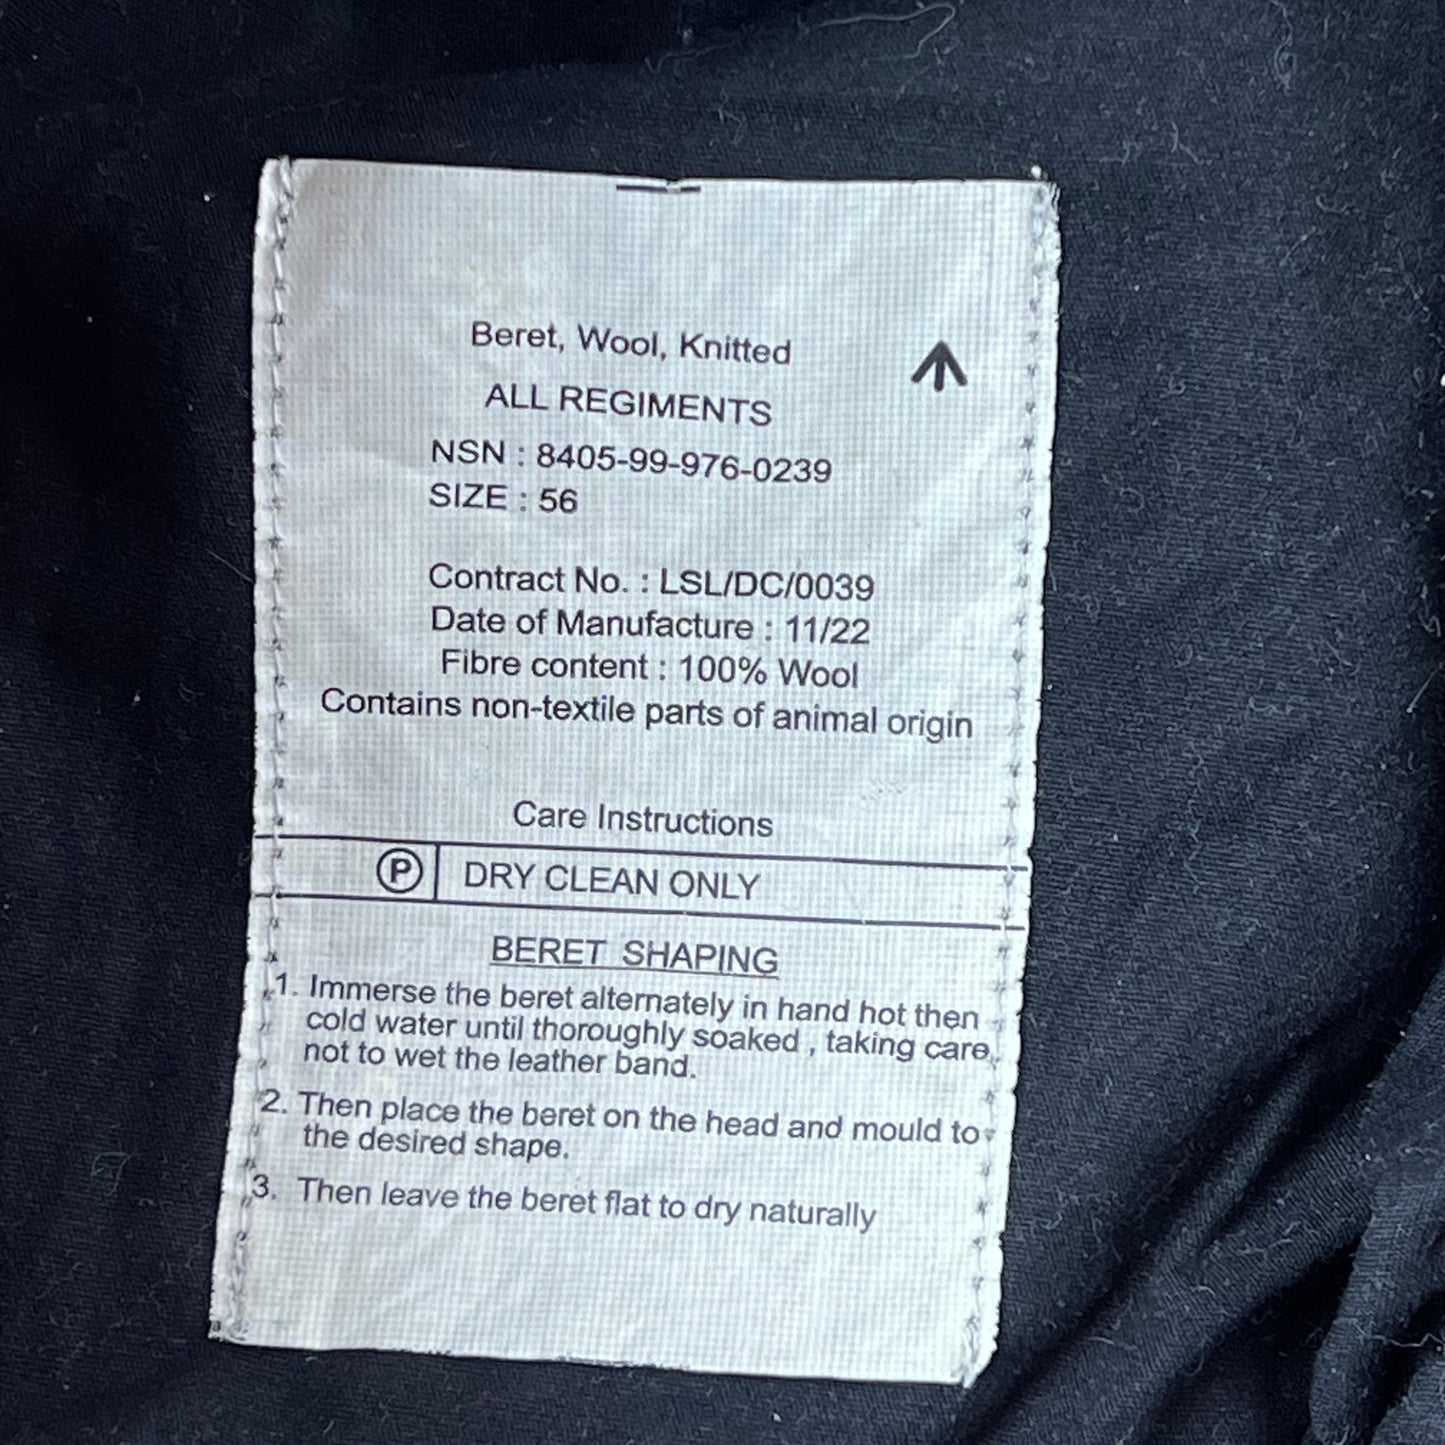 Beret, Wool, Knitted
ALL REGIMENTS
NSN : 8405-99-976-0239
SIZE : 56
Contract No. : LSL/DC/0039
Date of Manufacture : 11/22
Fibre content : 100% Wool
Contains non-textile parts of animal origin
Care Instructions
P DRY CLEAN ONLY
BERET SHAPING
1. Immerse the beret alternately in hand hot then
cold water until thoroughly soaked , taking care
not to wet the leather band.
2. Then place the beret on the head and mould to
the desired shape.
3. Then leave the beret flat to dry naturally